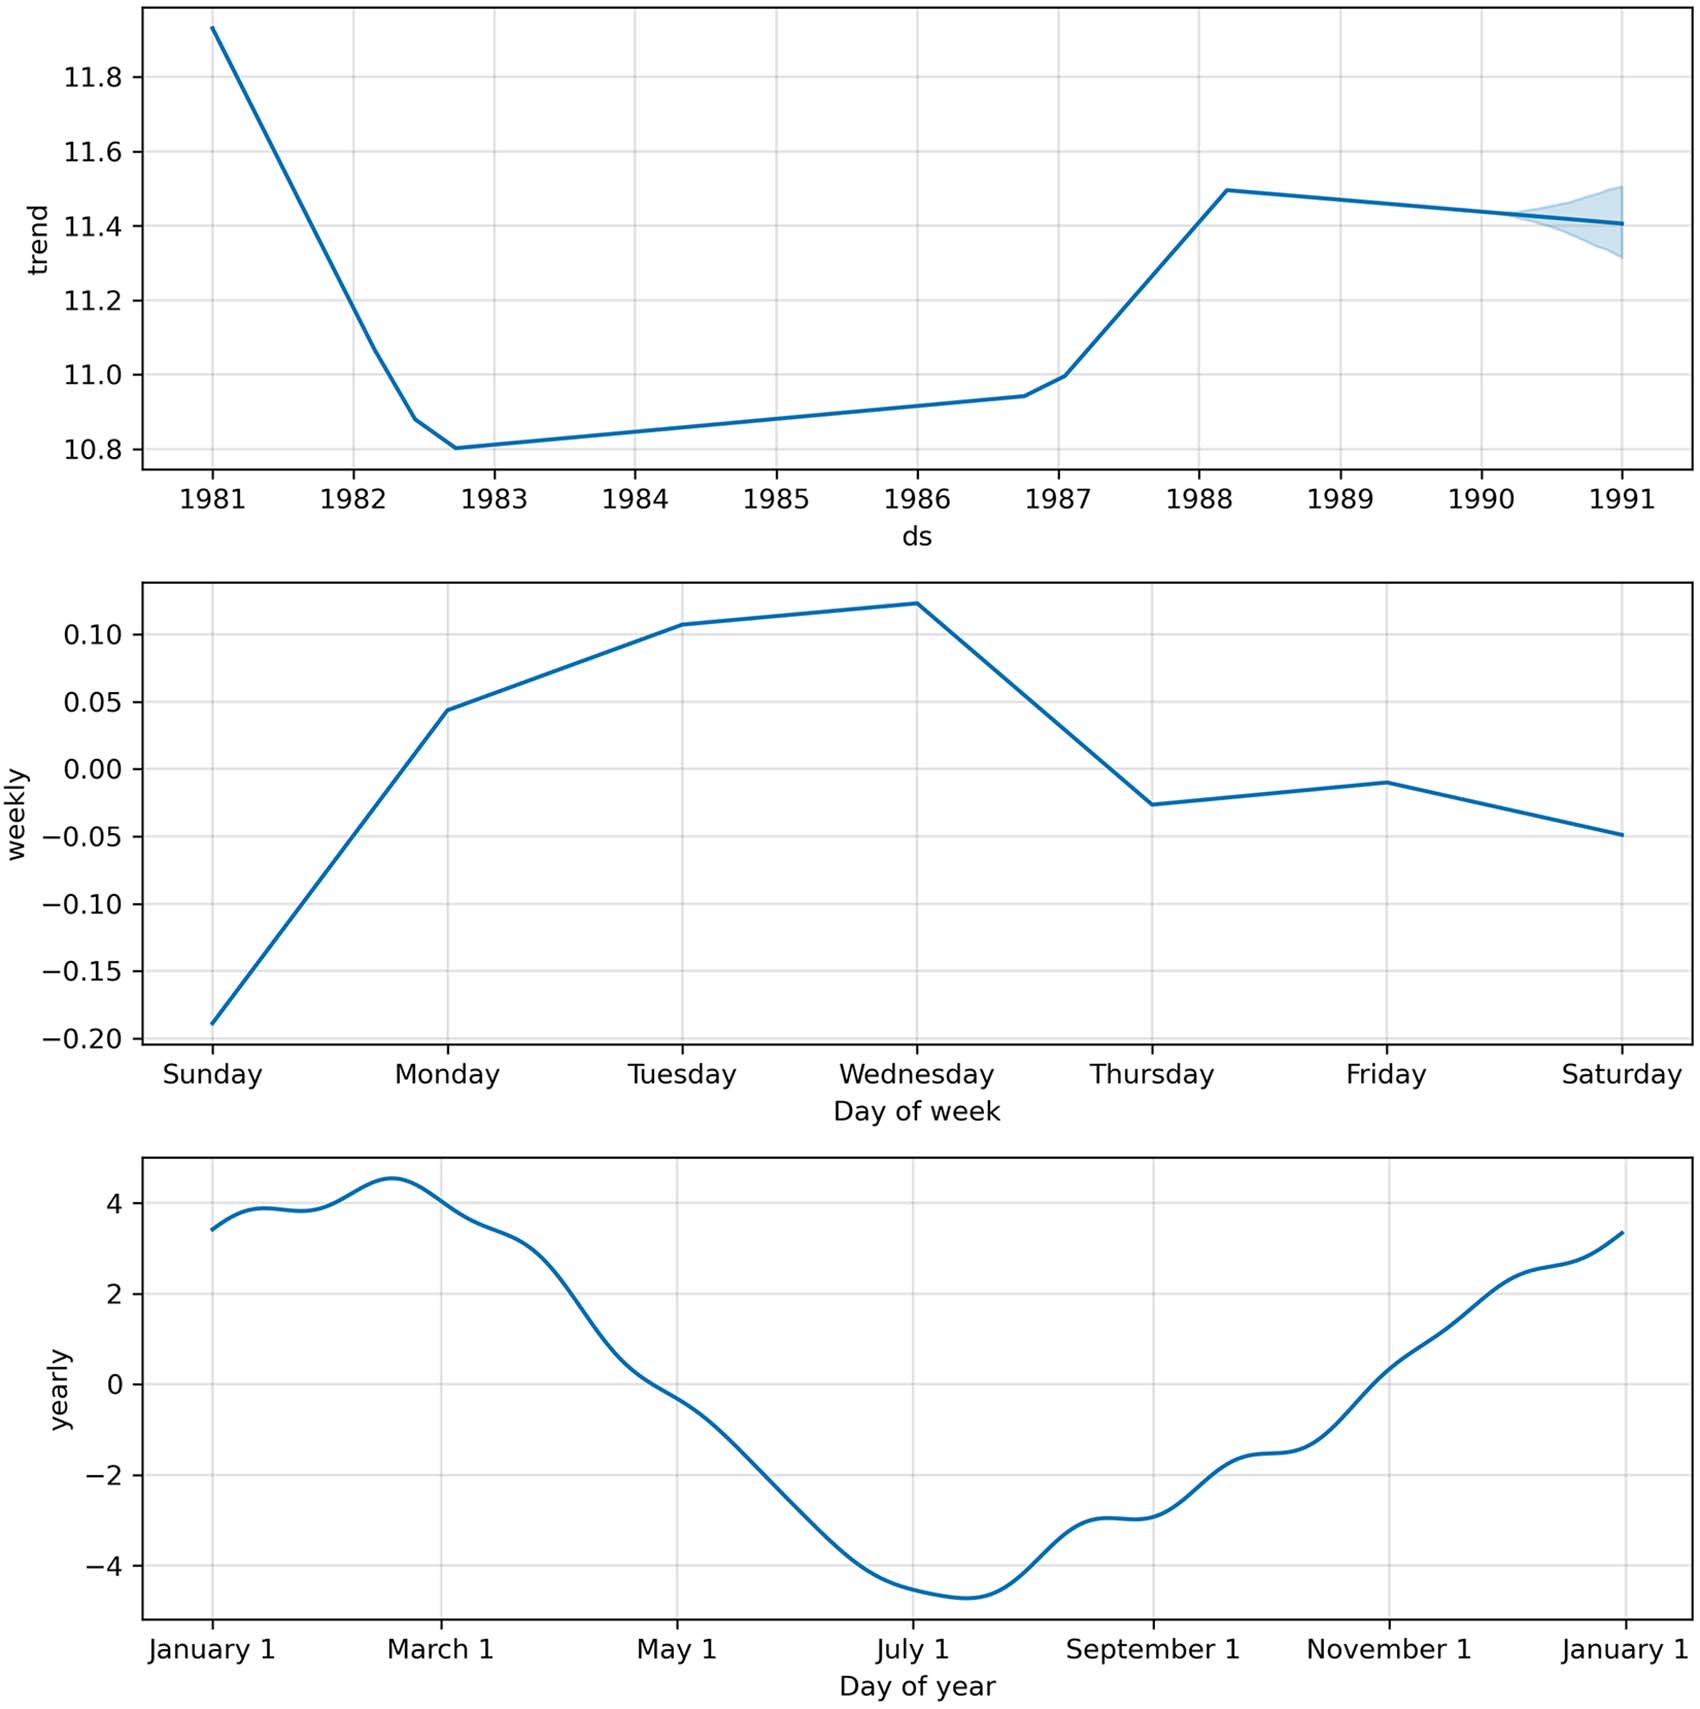 11.8
11.6
11.4
11.2
11.0
10.8
trend
1981 1982 1983 1984 1985 1986 1987 1988 1989 1990 1991
ds
0.10
0.05
0.00
−0.05
−0.10
−0.15
−0.20
weekly
Sunday Monday Tuesday Wednesday Thursday Friday Saturday
Day of week
4
2
0
−2
−4
yearly
January 1 March 1 May 1 July 1 September 1 November 1 January 1
Day of year